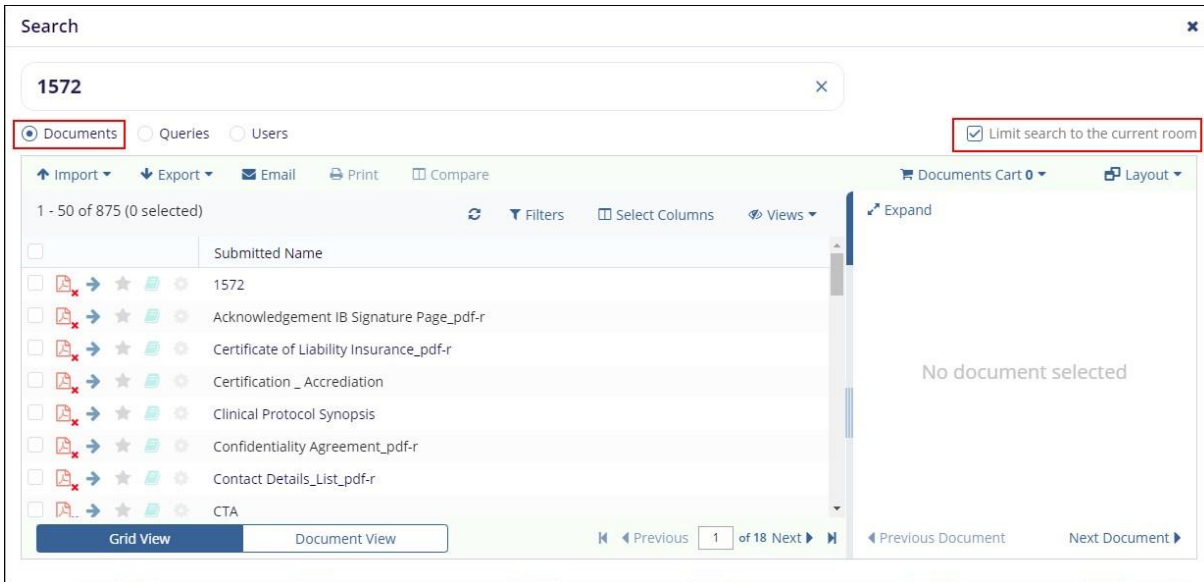 Search
1572
Documents Queries Users Limit search to the current room
Import Export Email Print Compare Documents Cart 0 Layout
1 - 50 of 875 (0 selected) Filters Select Columns Views Expand
Submitted Name
1572
Acknowledgement IB Signature Page_pdf-r
Certificate of Liability Insurance_pdf-r
Certification _ Accrediation
Clinical Protocol Synopsis
Confidentiality Agreement_pdf-r
Contact Details_List_pdf-r
CTA
No document selected
Grid View Document View Previous 1 of 18 Next Previous Document Next Document